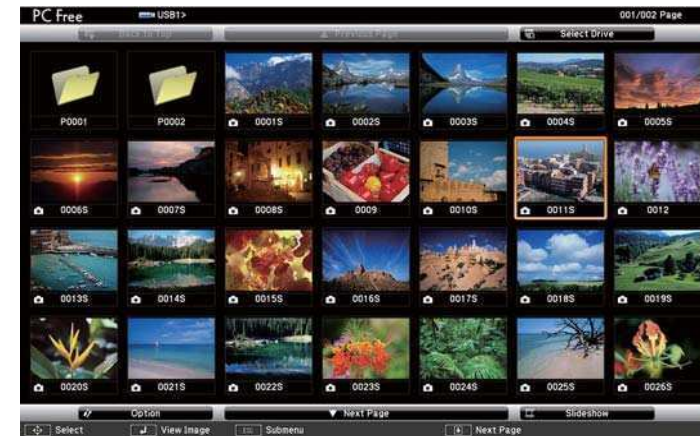 PC Free USB1> 001/002 Page
Back to Top ▲ Previous Page Select Drive
P0001 P0002 0001S 0002S 0003S 0004S 0005S
0006S 0007S 0008S 0009 0010S 0011S 0012
0013S 0014S 0015S 0016S 0017S 0018S 0019S
0020S 0021S 0022S 0023S 0024S 0025S 0026S
Option ▼ Next Page Slideshow
Select View Image Submenu Next Page